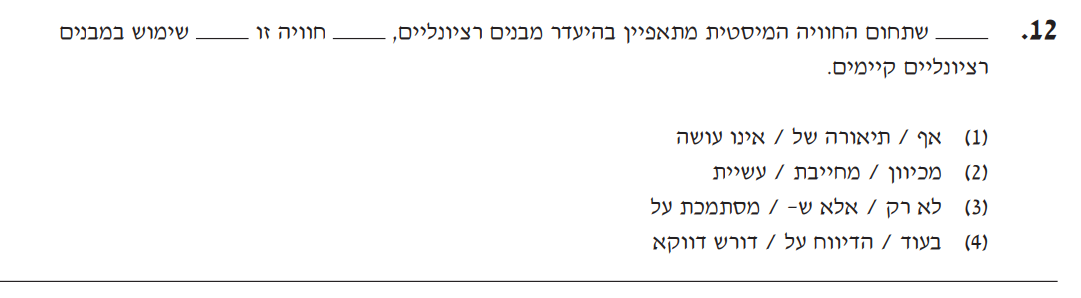 12. _____ שתחום החוויה המיסטית מתאפיין בהיעדר מבנים רציונליים, _____ חוויה זו _____ שימוש במבנים
רציונליים קיימים.
(1) אף / תיאורה של / אינו עושה
(2) מכיוון / מחייבת / עשיית
(3) לא רק / אלא ש- / מסתמכת על
(4) בעוד / הדיווח על / דורש דווקא